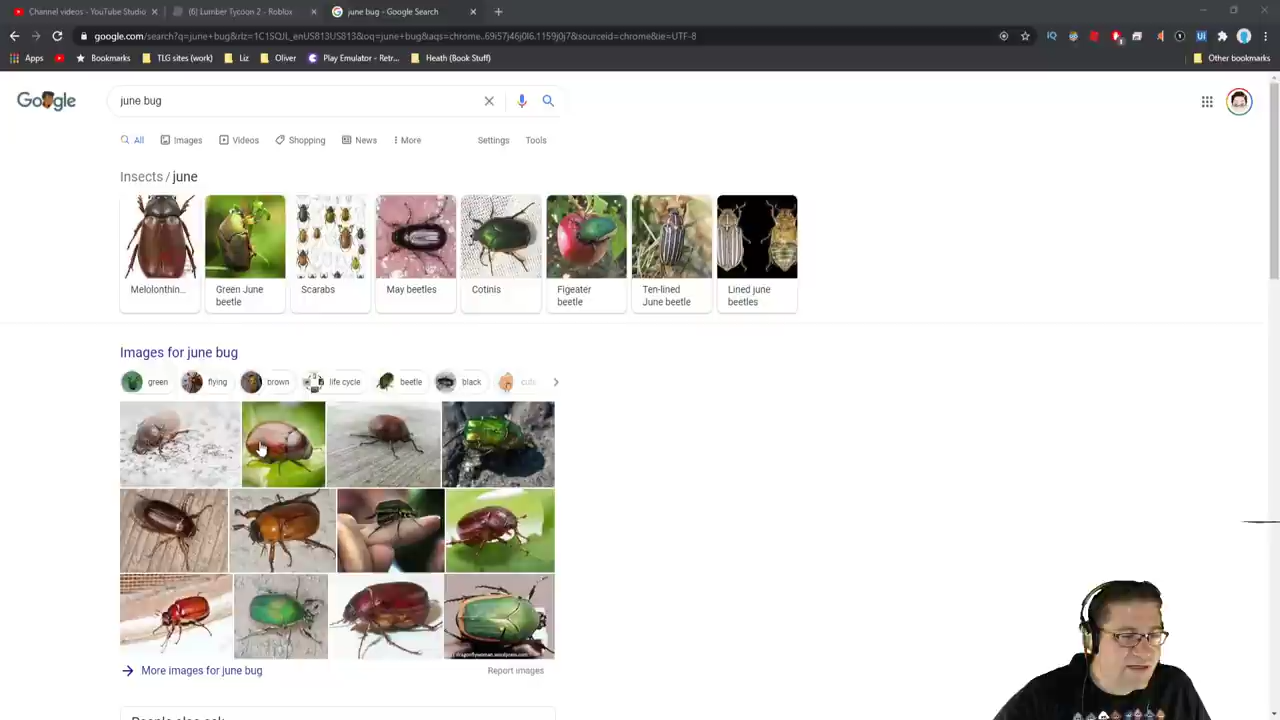 Channel videos - YouTube Studio
(6) Lumber Tycoon 2 - Roblox
june bug - Google Search
google.com/search?q=june+bug&rlz=1C1SQJL_enUS813US813&oq=june+bug&aqs=chrome..69i57j46j0l6.1159j0j7&sourceid=chrome&ie=UTF-8
Apps
Bookmarks
TLG sites (work)
Liz
Oliver
Play Emulator - Retr...
Heath (Book Stuff)
Other bookmarks
Google
june bug
All
Images
Videos
Shopping
News
More
Settings
Tools
Insects / june
Melolonthin...
Green June
beetle
Scarabs
May beetles
Cotinis
Figeater
beetle
Ten-lined
June beetle
Lined june
beetles
Images for june bug
green
flying
brown
life cycle
beetle
black
More images for june bug
Report images